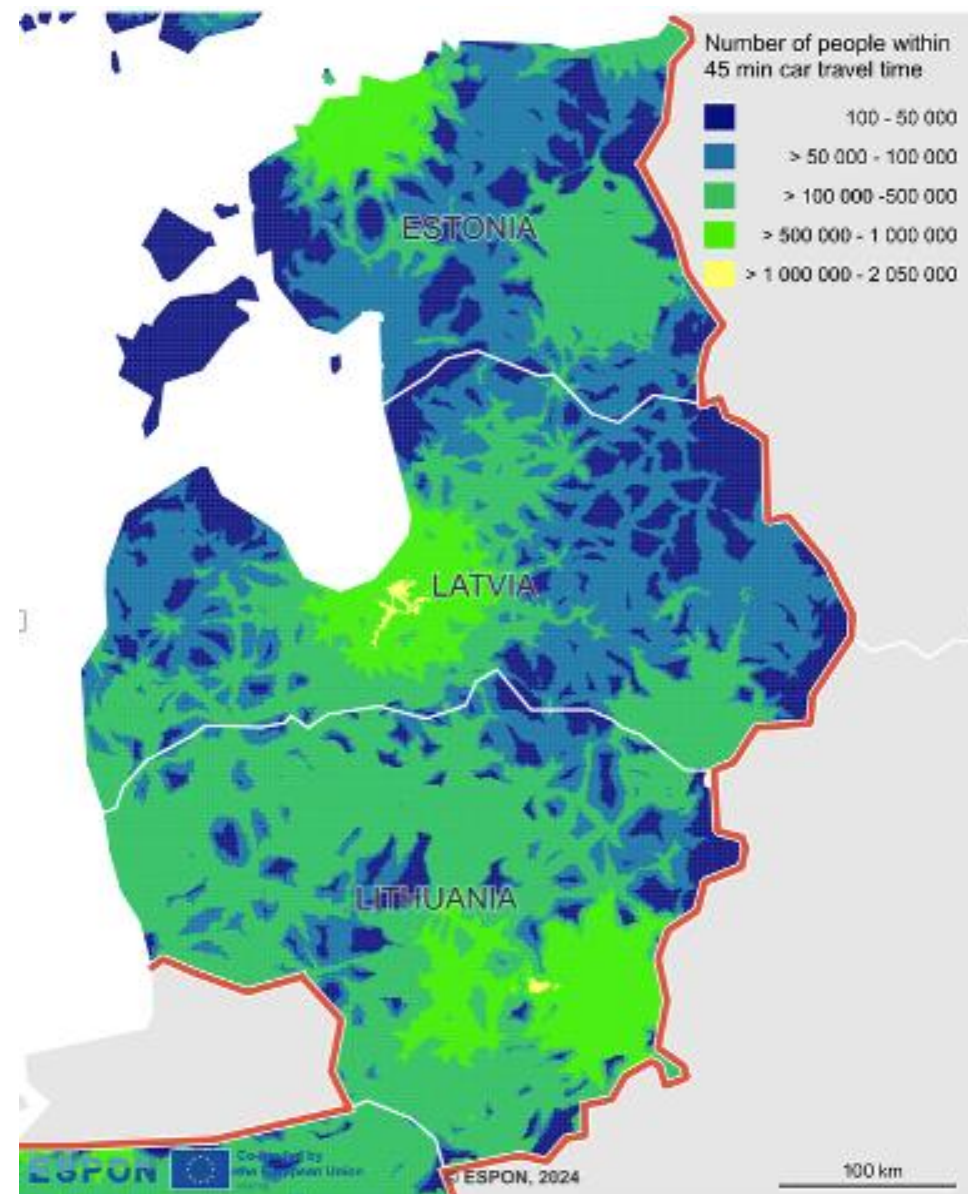 Number of people within
45 min car travel time
100 - 50 000
> 50 000 - 100 000
> 100 000 -500 000
> 500 000 - 1 000 000
> 1 000 000 - 2 050 000
ESTONIA
LATVIA
LITHUANIA
ESPON
Co-funded by
the European Union
© ESPON, 2024
100 km